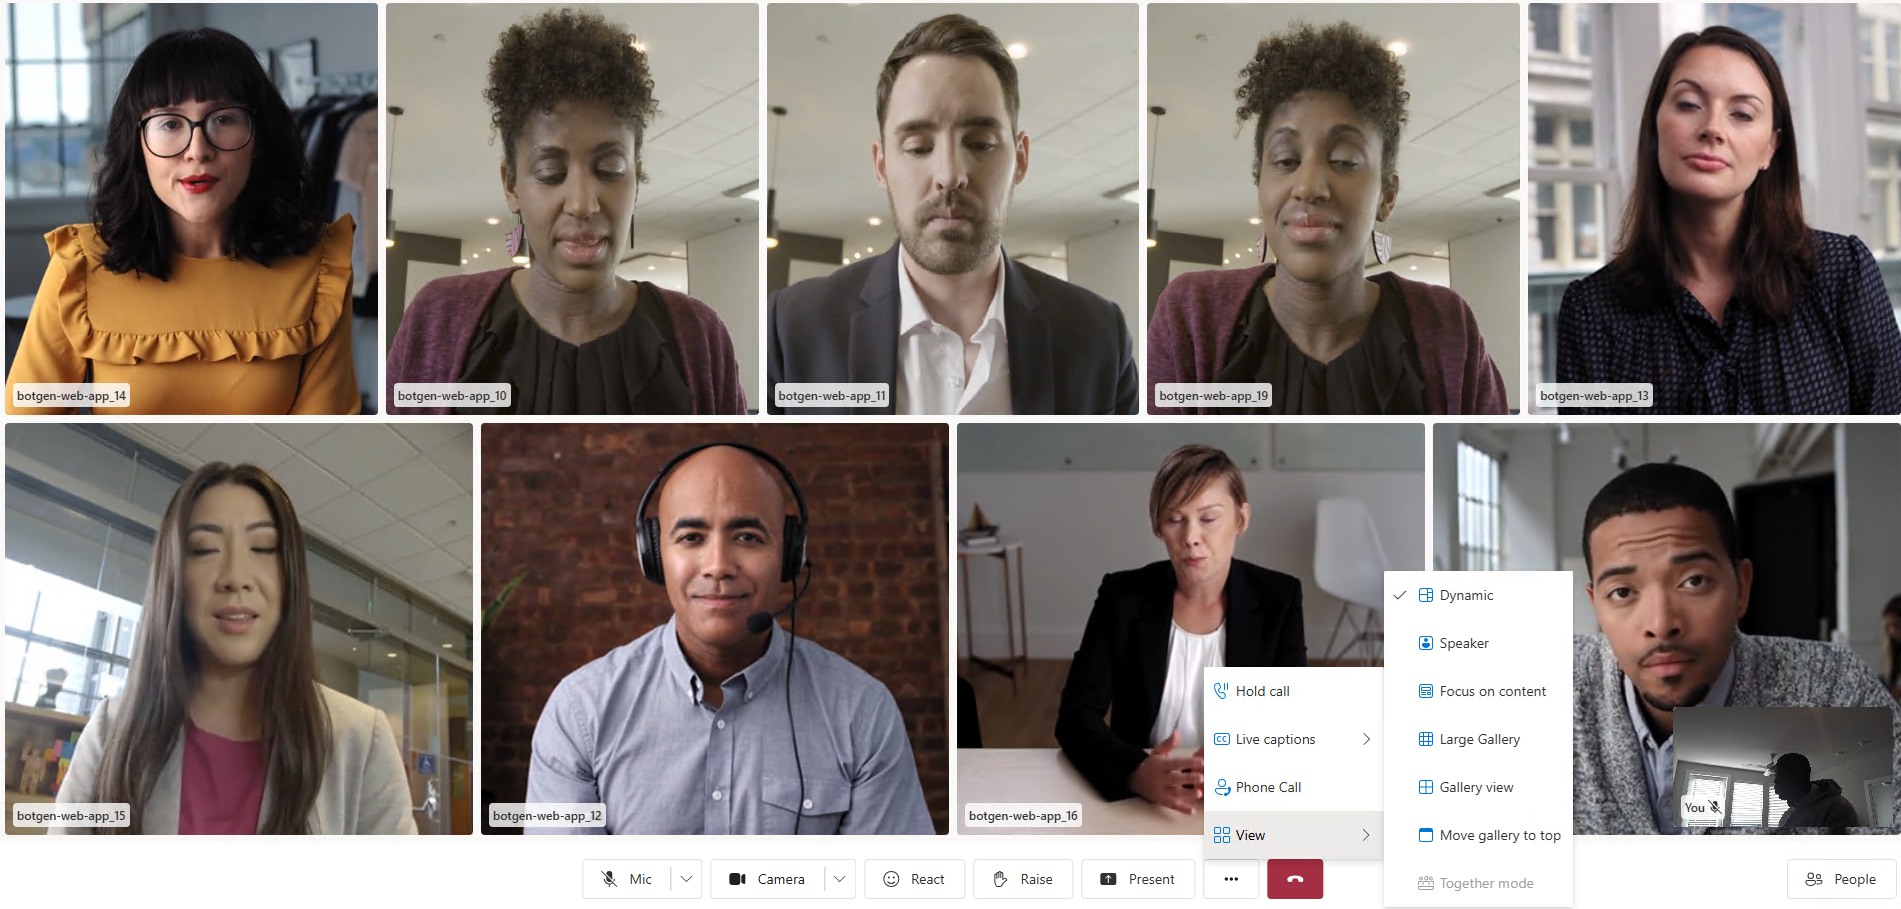 botgen-web-app_14
botgen-web-app_10
botgen-web-app_11
botgen-web-app_19
botgen-web-app_13
botgen-web-app_15
botgen-web-app_12
botgen-web-app_16
You
Hold call
Live captions
Phone Call
View
Dynamic
Speaker
Focus on content
Large Gallery
Gallery view
Move gallery to top
Together mode
Mic
Camera
React
Raise
Present
People